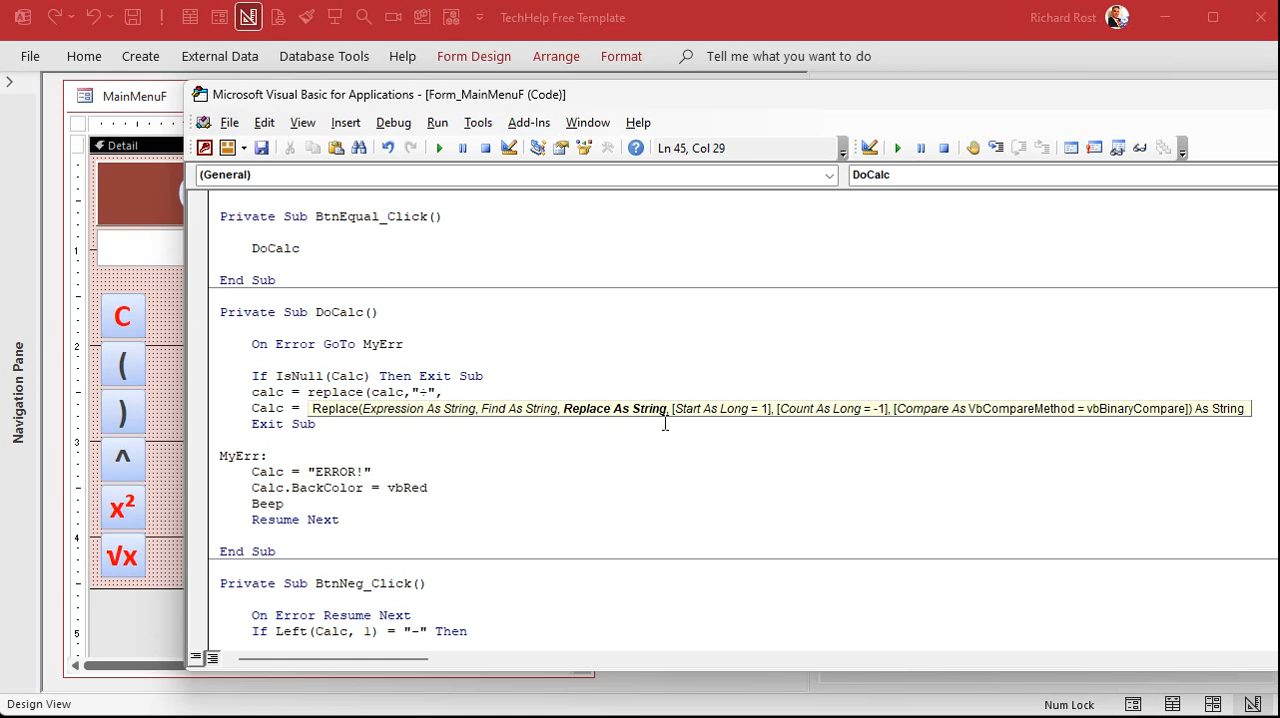 TechHelp Free Template
Richard Rost
File Home Create External Data Database Tools Help Form Design Arrange Format Tell me what you want to do
MainMenuF
Microsoft Visual Basic for Applications - [Form_MainMenuF (Code)]
File Edit View Insert Debug Run Tools Add-Ins Window Help
Ln 45, Col 29
(General) DoCalc
Detail
Private Sub BtnEqual_Click()
DoCalc
End Sub
Private Sub DoCalc()
On Error GoTo MyErr
If IsNull(Calc) Then Exit Sub
calc = replace(calc,"÷",
Calc = Replace(Expression As String, Find As String, Replace As String, [Start As Long = 1], [Count As Long = -1], [Compare As VbCompareMethod = vbBinaryCompare]) As String
Exit Sub
MyErr:
Calc = "ERROR!"
Calc.BackColor = vbRed
Beep
Resume Next
End Sub
Private Sub BtnNeg_Click()
On Error Resume Next
If Left(Calc, 1) = "-" Then
1
2
3
4
5
C
(
)
^
x²
√x
Navigation Pane
Design View
Num Lock